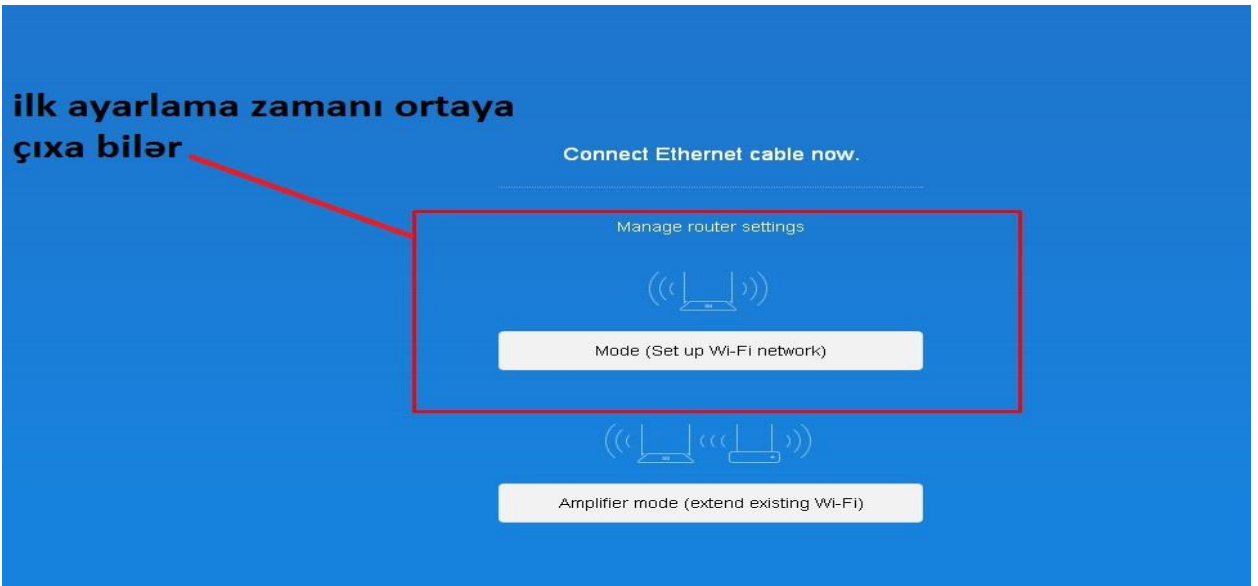 ilk ayarlama zamanı ortaya
çıxa bilər
Connect Ethernet cable now.
Manage router settings
Mode (Set up Wi-Fi network)
Amplifier mode (extend existing Wi-Fi)